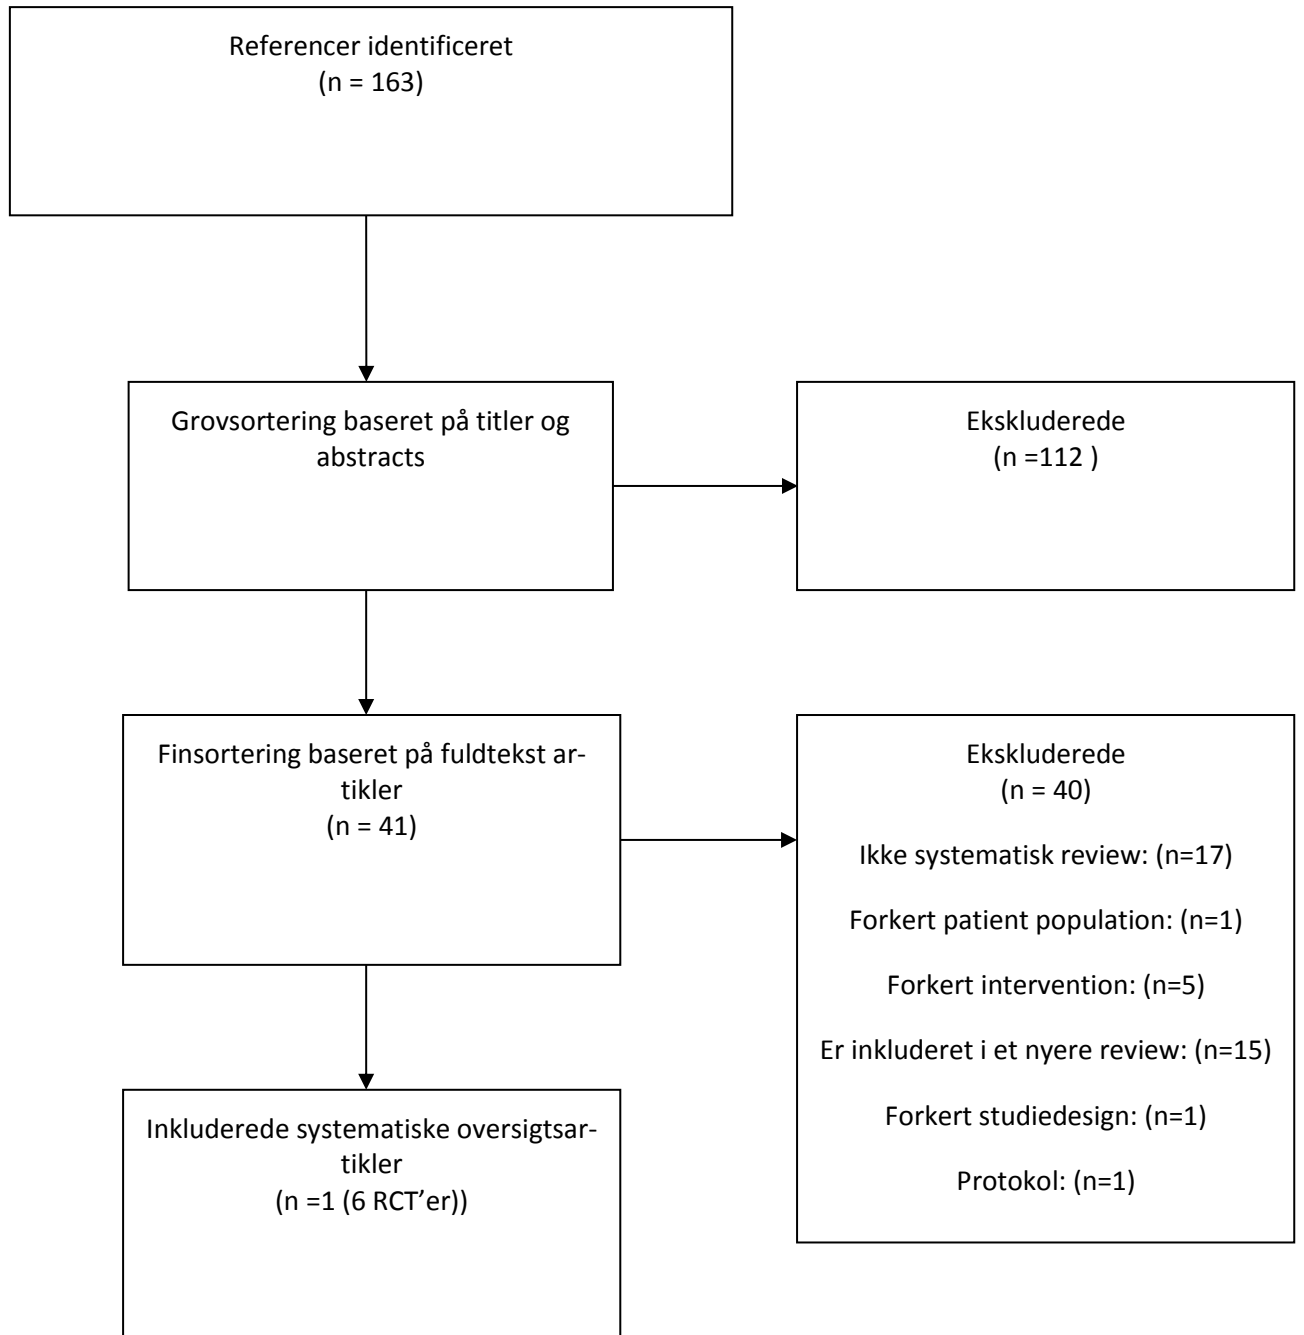 Referencer identificeret
(n = 163)
Grovsortering baseret på titler og
abstracts
Ekskluderede
(n =112 )
Finsortering baseret på fuldtekst ar-
tikler
(n = 41)
Ekskluderede
(n = 40)
Ikke systematisk review: (n=17)
Forkert patient population: (n=1)
Forkert intervention: (n=5)
Er inkluderet i et nyere review: (n=15)
Forkert studiedesign: (n=1)
Protokol: (n=1)
Inkluderede systematiske oversigtsar-
tikler
(n =1 (6 RCT’er))